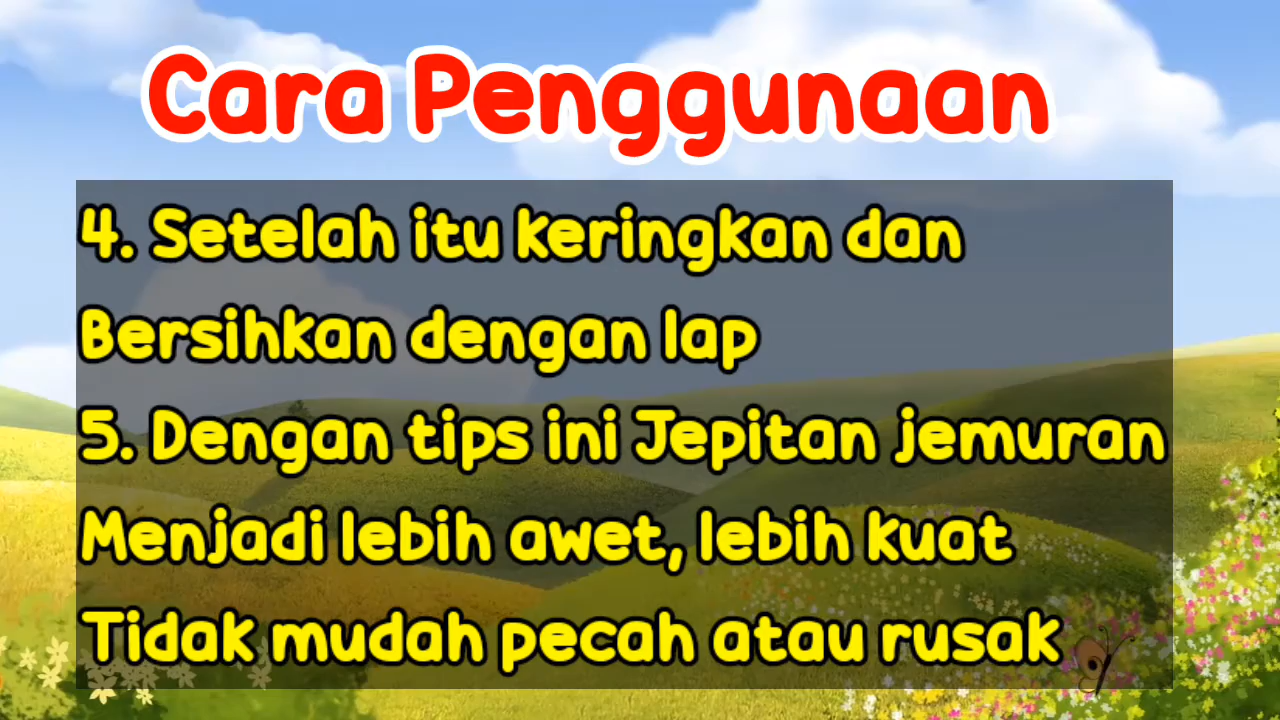 Cara Penggunaan
4. Setelah itu keringkan dan
Bersihkan dengan lap
5. Dengan tips ini Jepitan jemuran
Menjadi lebih awet, lebih kuat
Tidak mudah pecah atau rusak